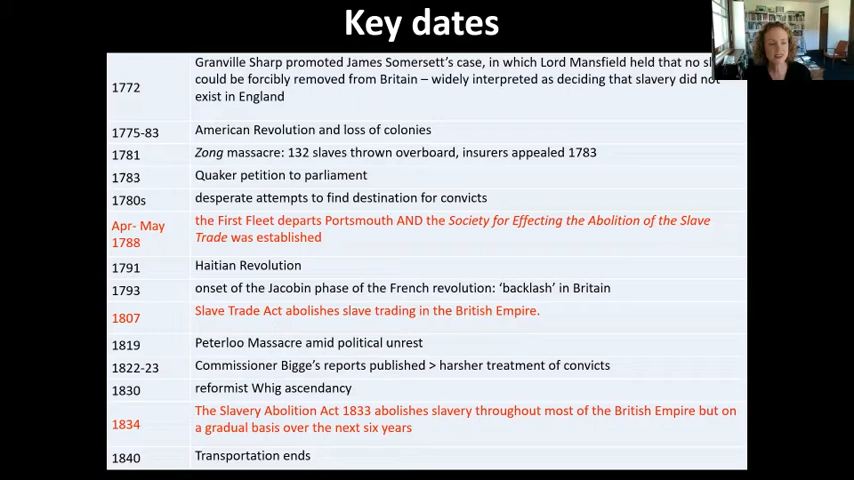 Key dates
1772
Granville Sharp promoted James Somersett's case, in which Lord Mansfield held that no
could be forcibly removed from Britain – widely interpreted as deciding that slavery did
exist in England
1775-83
American Revolution and loss of colonies
1781
Zong massacre: 132 slaves thrown overboard, insurers appealed 1783
1783
Quaker petition to parliament
1780s
desperate attempts to find destination for convicts
Apr- May
1788
the First Fleet departs Portsmouth AND the Society for Effecting the Abolition of the Slave
Trade was established
1791
Haitian Revolution
1793
onset of the Jacobin phase of the French revolution: 'backlash' in Britain
1807
Slave Trade Act abolishes slave trading in the British Empire.
1819
Peterloo Massacre amid political unrest
1822-23
Commissioner Bigge's reports published > harsher treatment of convicts
1830
reformist Whig ascendancy
1834
The Slavery Abolition Act 1833 abolishes slavery throughout most of the British Empire but on
a gradual basis over the next six years
1840
Transportation ends